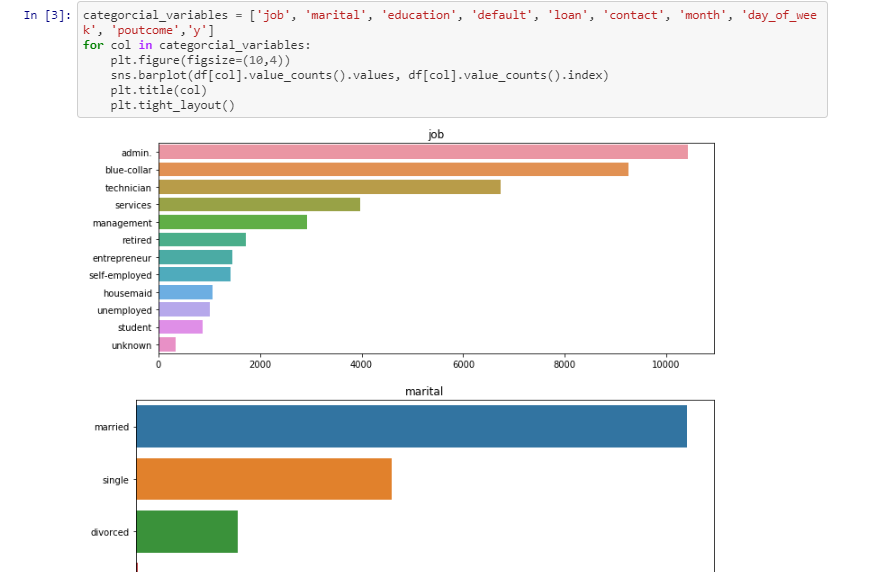 In [3]: categorcial_variables = ['job', 'marital', 'education', 'default', 'loan', 'contact', 'month', 'day_of_wee
k', 'poutcome','y']
for col in categorcial_variables:
    plt.figure(figsize=(10,4))
    sns.barplot(df[col].value_counts().values, df[col].value_counts().index)
    plt.title(col)
    plt.tight_layout()
job
admin.
blue-collar
technician
services
management
retired
entrepreneur
self-employed
housemaid
unemployed
student
unknown
0 2000 4000 6000 8000 10000
marital
married
single
divorced